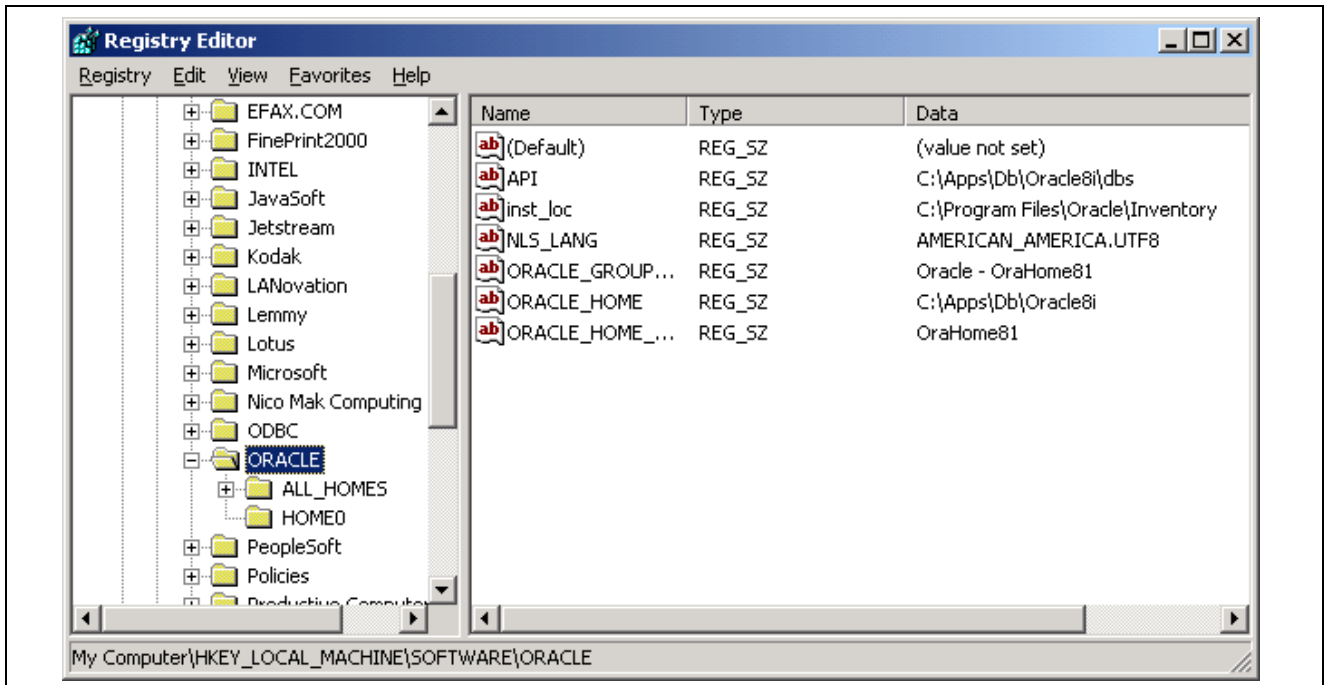 Registry Editor
Registry Edit View Favorites Help
EFAX.COM
FinePrint2000
INTEL
JavaSoft
Jetstream
Kodak
LANovation
Lemmy
Lotus
Microsoft
Nico Mak Computing
ODBC
ORACLE
ALL_HOMES
HOME0
PeopleSoft
Policies
Productive Computer
Name Type Data
(Default) REG_SZ (value not set)
API REG_SZ C:\Apps\Db\Oracle8i\dbs
inst_loc REG_SZ C:\Program Files\Oracle\Inventory
NLS_LANG REG_SZ AMERICAN_AMERICA.UTF8
ORACLE_GROUP... REG_SZ Oracle - OraHome81
ORACLE_HOME REG_SZ C:\Apps\Db\Oracle8i
ORACLE_HOME_... REG_SZ OraHome81
My Computer\HKEY_LOCAL_MACHINE\SOFTWARE\ORACLE